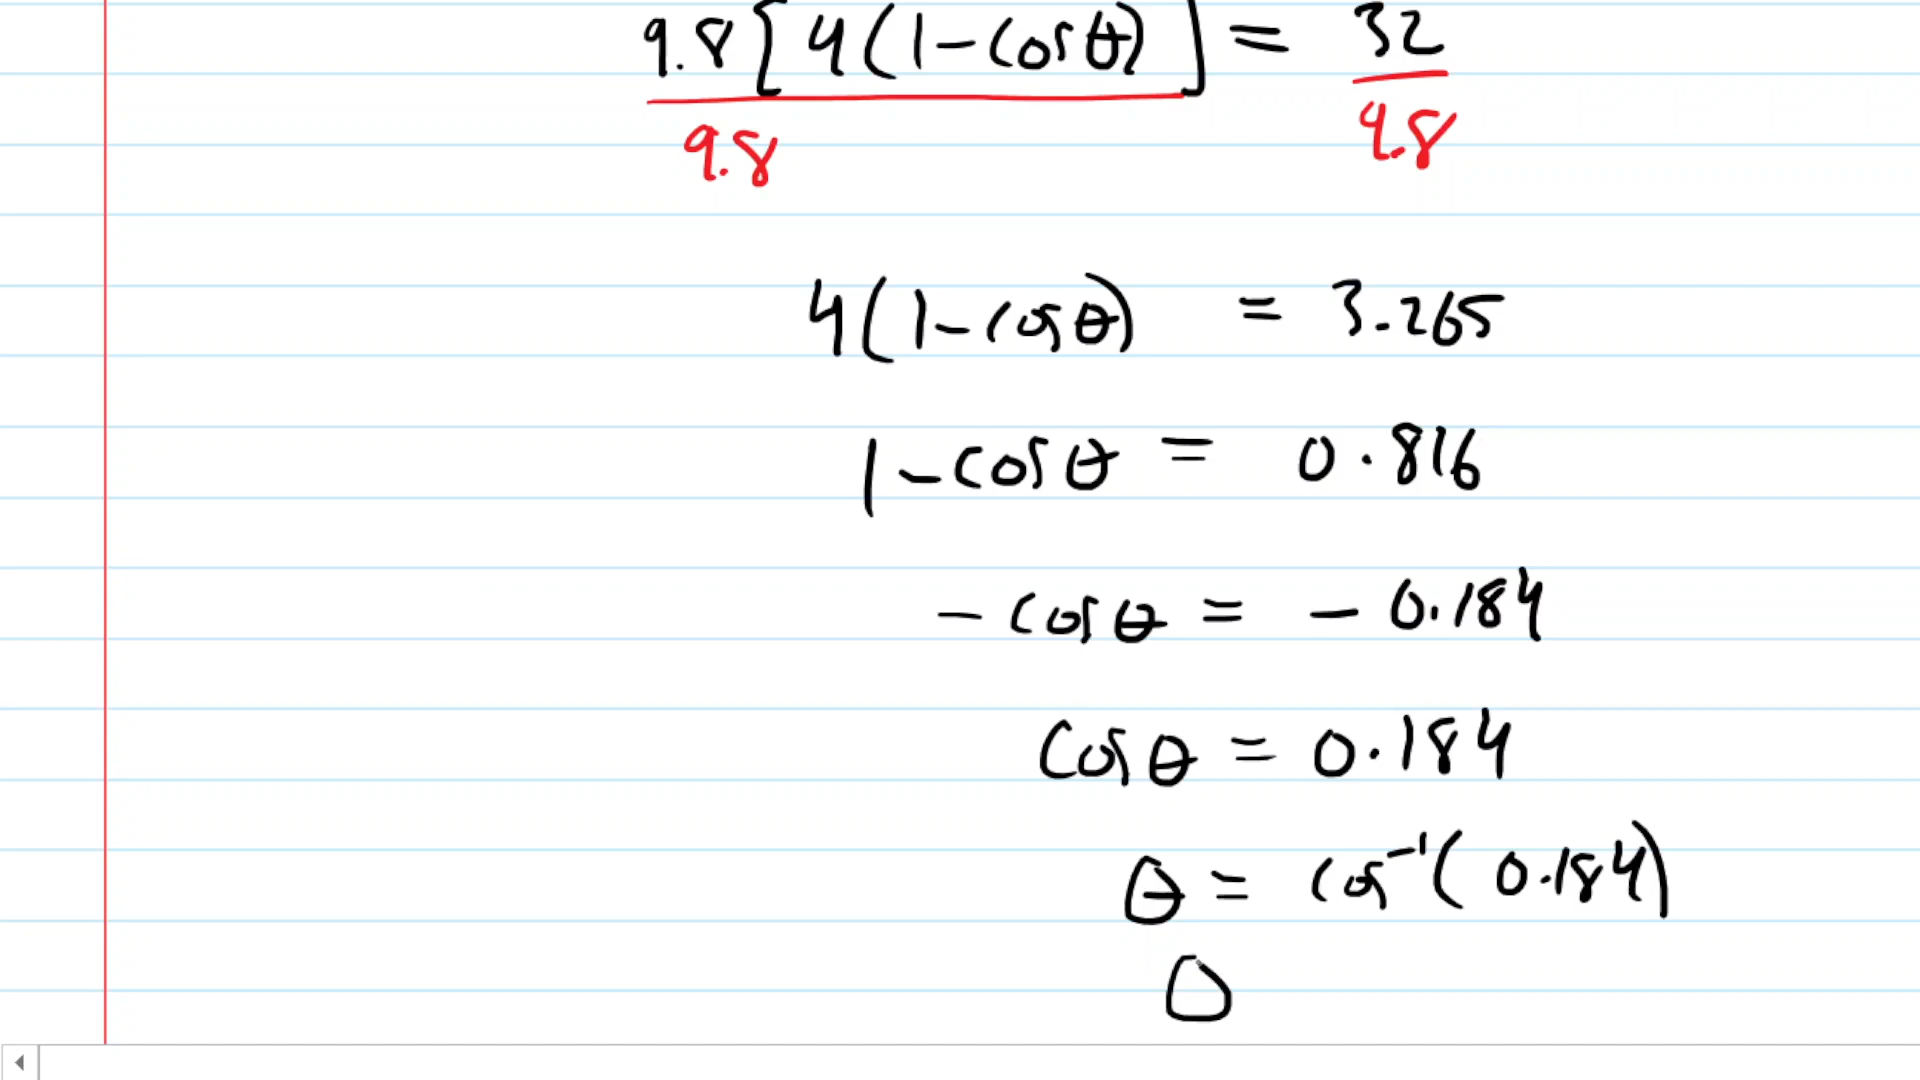 9.8[4(1-cosθ)] = 32
9.8 9.8
4(1-cosθ) = 3.265
1-cosθ = 0.816
-cosθ = -0.184
cosθ = 0.184
θ = cos⁻¹(0.184)